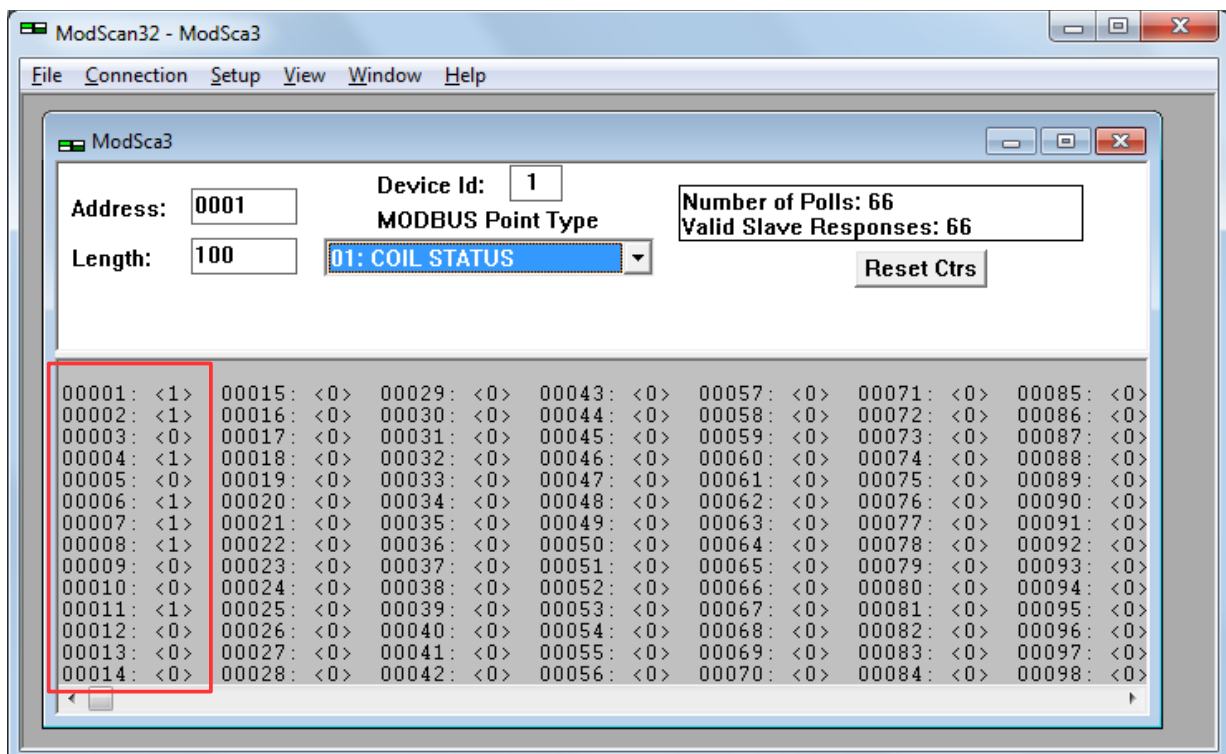 ModScan32 - ModSca3
File Connection Setup View Window Help
ModSca3
Address: 0001
Device Id: 1
MODBUS Point Type
Number of Polls: 66
Valid Slave Responses: 66
Length: 100
01: COIL STATUS
Reset Ctrs
00001: <1> 00015: <0> 00029: <0> 00043: <0> 00057: <0> 00071: <0> 00085: <0>
00002: <1> 00016: <0> 00030: <0> 00044: <0> 00058: <0> 00072: <0> 00086: <0>
00003: <0> 00017: <0> 00031: <0> 00045: <0> 00059: <0> 00073: <0> 00087: <0>
00004: <1> 00018: <0> 00032: <0> 00046: <0> 00060: <0> 00074: <0> 00088: <0>
00005: <0> 00019: <0> 00033: <0> 00047: <0> 00061: <0> 00075: <0> 00089: <0>
00006: <1> 00020: <0> 00034: <0> 00048: <0> 00062: <0> 00076: <0> 00090: <0>
00007: <1> 00021: <0> 00035: <0> 00049: <0> 00063: <0> 00077: <0> 00091: <0>
00008: <1> 00022: <0> 00036: <0> 00050: <0> 00064: <0> 00078: <0> 00092: <0>
00009: <0> 00023: <0> 00037: <0> 00051: <0> 00065: <0> 00079: <0> 00093: <0>
00010: <0> 00024: <0> 00038: <0> 00052: <0> 00066: <0> 00080: <0> 00094: <0>
00011: <1> 00025: <0> 00039: <0> 00053: <0> 00067: <0> 00081: <0> 00095: <0>
00012: <0> 00026: <0> 00040: <0> 00054: <0> 00068: <0> 00082: <0> 00096: <0>
00013: <0> 00027: <0> 00041: <0> 00055: <0> 00069: <0> 00083: <0> 00097: <0>
00014: <0> 00028: <0> 00042: <0> 00056: <0> 00070: <0> 00084: <0> 00098: <0>